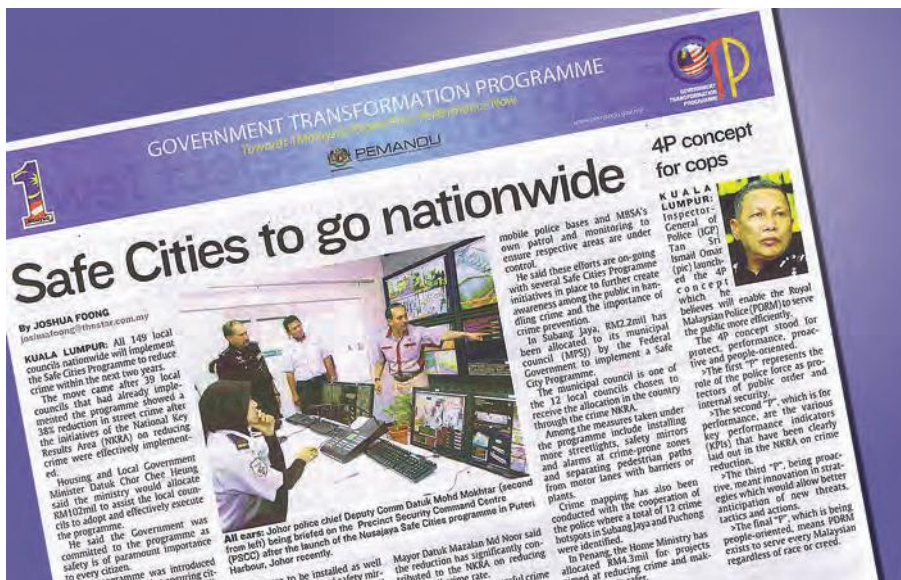 GOVERNMENT TRANSFORMATION PROGRAMME
PEMANDU
GOVERNMENT
TRANSFORMATION
PROGRAMME
1
Safe Cities to go nationwide
By JOSHUA FOONG
joshuafoong@thestar.com.my
KUALA LUMPUR: All 149 local
councils nationwide will implement
the Safe Cities Programme to reduce
crime within the next two years.
The move came after 39 local
councils that had already imple-
mented the programme showed a
38% reduction in street crime after
the initiatives of the National Key
Results Area (NKRA) on reducing
crime were effectively implement-
ed.
Housing and Local Government
Minister Datuk Chor Chee Heung
said the ministry would allocate
RM102mil to assist the local coun-
cils to adopt and effectively execute
the programme.
He said the Government was
committed to the programme as
safety is of paramount importance
to every citizen.
programme was introduced
All ears: Johor police chief Deputy Comm Datuk Mohd Mokhtar (second
from left) being briefed on the Precinct Security Command Centre
(PSCC) after the launch of the Nusajaya Safe Cities programme in Puteri
Harbour, Johor recently.
to be installed as well
Mayor Datuk Mazalan Md Noor said
the reduction has significantly con-
tributed to the NKRA on reducing
crime rate.
mobile police bases and MBSA's
own patrol and monitoring to
ensure respective areas are under
control.
He said these efforts are on-going
with several Safe Cities Programme
initiatives in place to further create
awareness among the public in han-
dling crime and the importance of
crime prevention.
In Subang Jaya, RM2.2mil has
been allocated to its municipal
council (MPSJ) by the Federal
Government to implement a Safe
City Programme.
The municipal council is one of
the 12 local councils chosen to
receive the allocation in the country
through the crime NKRA.
Among the measures taken under
the programme include installing
more streetlights, safety mirrors
and alarms at crime-prone zones
and separating pedestrian paths
from motor lanes with barriers or
plants.
Crime mapping has also been
conducted with the cooperation of
the police where a total of 12 crime
hotspots in Subang Jaya and Puchong
were identified.
In Penang, the Home Ministry has
allocated RM4.3mil for projects
aimed at reducing crime and mak-
4P concept
for cops
KUALA
LUMPUR:
Inspector-
General of
Police (IGP)
Tan Sri
Ismail Omar
(pic) launch-
ed the 4P
concept
which he
believes will enable the Royal
Malaysian Police (PDRM) to serve
the public more efficiently.
The 4P concept stood for
protect, performance, proac-
tive and people-oriented.
>The first "P" represents the
role of the police force as pro-
tectors of public order and
internal security.
>The second "P", which is for
performance, are the various
key performance indicators
(KPIs) that have been clearly
laid out in the NKRA on crime
reduction.
>The third "P", being proac-
tive, meant innovation in strat-
egies which would allow better
anticipation of new threats,
tactics and actions.
>The final "P", which is being
people-oriented, means PDRM
exists to serve every Malaysian
regardless of race or creed.